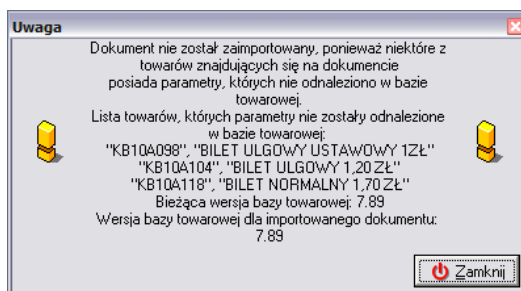 Uwaga
Dokument nie został zaimportowany, ponieważ niektóre z
towarów znajdujących się na dokumencie
posiada parametry, których nie odnaleziono w bazie
towarowej.
Lista towarów, których parametry nie zostały odnalezione
w bazie towarowej:
"KB10A098", "BILET ULGOWY USTAWOWY 1ZŁ"
"KB10A104", "BILET ULGOWY 1,20 ZŁ"
"KB10A118", "BILET NORMALNY 1,70 ZŁ"
Bieżąca wersja bazy towarowej: 7.89
Wersja bazy towarowej dla importowanego dokumentu:
7.89
Zamknij